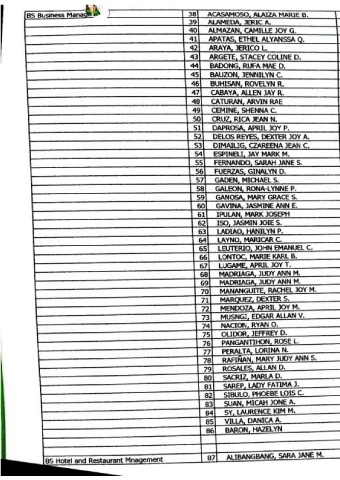 BS Business Manag 38 ACASAMOSO, ALAIZA MARIE B.
39 ALAMEDA, JERIC A.
40 ALMAZAN, CAMILLE JOY G.
41 APATAS, ETHEL ALYANSSA Q.
42 ARAYA, JERICO L.
43 ARGETE, STACEY COLINE D.
44 BADONG, RUFA MAE D.
45 BAUZON, JENNILYN C.
46 BUHISAN, ROVELYN R.
47 CABAYA, ALLEN JAY R.
48 CATURAN, ARVIN RAE
49 CEMINE, SHENNA C.
50 CRUZ, RICA JEAN N.
51 DAPROSA, APRIL JOY P.
52 DELOS REYES, DEXTER JOY A.
53 DIMAILIG, CZAREENA JEAN C.
54 ESPINELI, JAY MARK M.
55 FERNANDO, SARAH JANE S.
56 FUERZAS, GINALYN D.
57 GADEN, MICHAEL S.
58 GALEON, RONA-LYNNE P.
59 GANOSA, MARY GRACE S.
60 GAVINA, JASMINE ANN E.
61 IPULAN, MARK JOSEPH
62 ISO, JASMIN JOIE S.
63 LADIAO, HANILYN P.
64 LAYNO, MARICAR C.
65 LEUTERIO, JOHN EMANUEL C.
66 LONTOC, MARIE KARL B.
67 LUGAME, APRIL JOY T.
68 MADRIAGA, JUDY ANN M.
69 MADRIAGA, JUDY ANN M.
70 MANANGUITE, RACHEL JOY M.
71 MARQUEZ, DEXTER S.
72 MENDOZA, APRIL JOY M.
73 MUSNGI, EDGAR ALLAN V.
74 NACION, RYAN O.
75 OLIDOR, JEFFREY D.
76 PANGANTIHON, ROSE L.
77 PERALTA, LORINA N.
78 RAFIÑAN, MARY JUDY ANN S.
79 ROSALES, ALLAN D.
80 SACRIZ, MARLA D.
81 SAREP, LADY FATIMA J.
82 SIBULO, PHOEBE LOIS C.
83 SUAN, MICAH JONE A.
84 SY, LAURENCE KIM M.
85 VILLA, DANICA A.
86 BARON, HAZELYN
BS Hotel and Restaurant Mnagement 87 ALIBANGBANG, SARA JANE M.